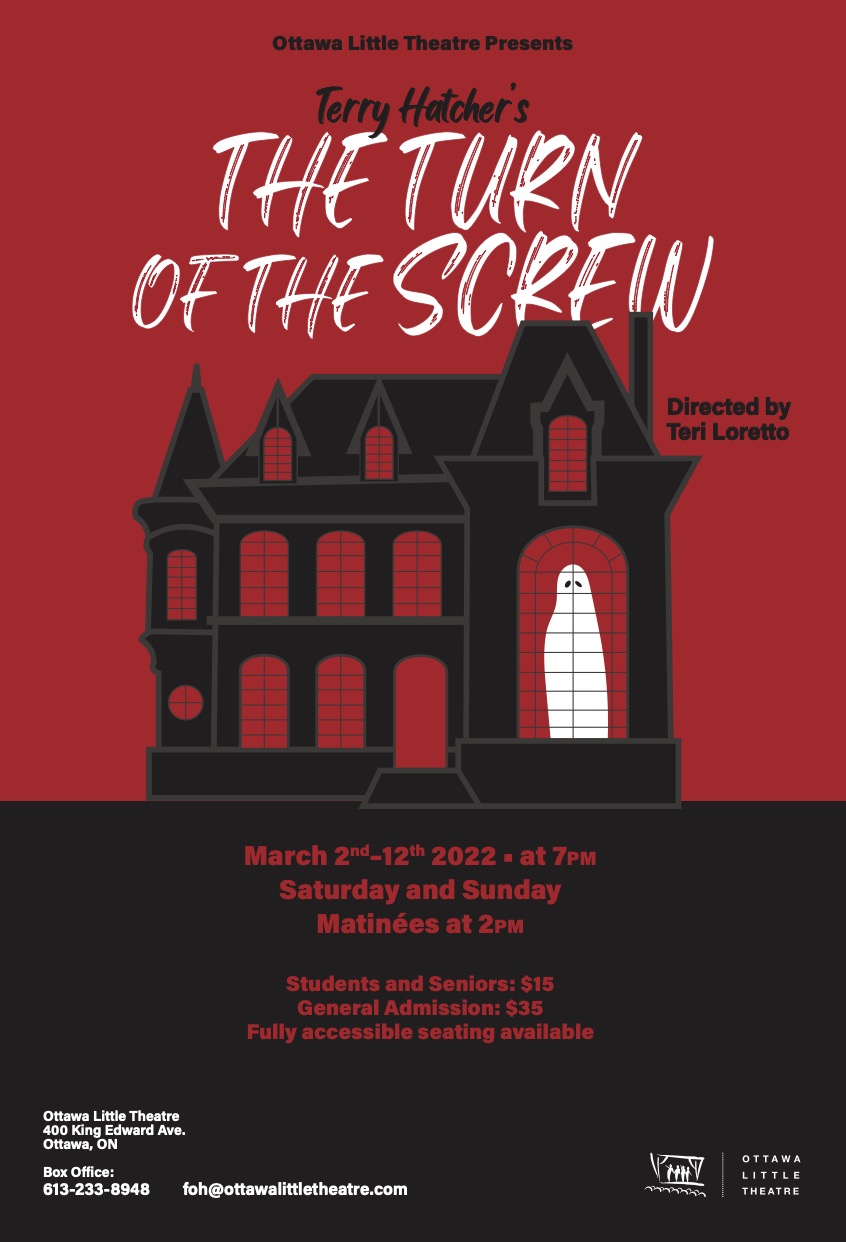 Ottawa Little Theatre Presents
Terry Hatcher's
THE TURN
OF THE SCREW
Directed by
Teri Loretto
March 2nd–12th 2022 ▪ at 7PM
Saturday and Sunday
Matinées at 2PM
Students and Seniors: $15
General Admission: $35
Fully accessible seating available
Ottawa Little Theatre
400 King Edward Ave.
Ottawa, ON
Box Office:
613-233-8948 foh@ottawalittletheatre.com
OTTAWA
LITTLE
THEATRE